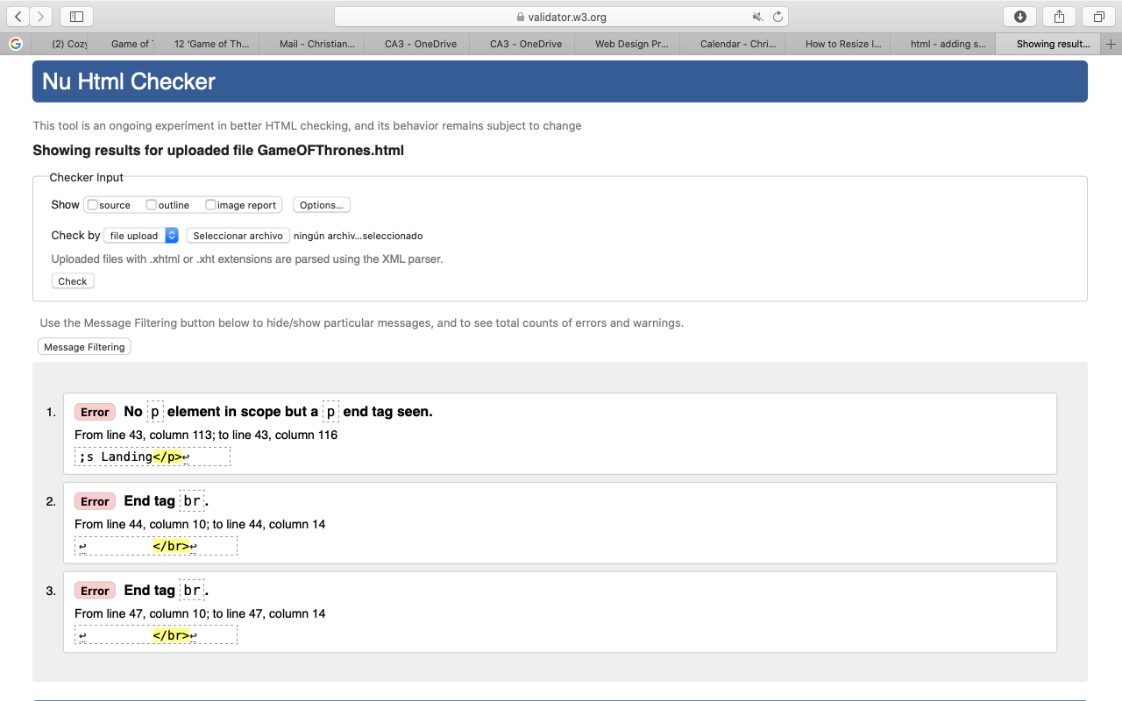 validator.w3.org
(2) Cozy
Game of T
12 'Game of Th...
Mail - Christian...
CA3 - OneDrive
CA3 - OneDrive
Web Design Pr...
Calendar - Chri...
How to Resize I...
html - adding s...
Showing result...
Nu Html Checker
This tool is an ongoing experiment in better HTML checking, and its behavior remains subject to change
Showing results for uploaded file GameOFThrones.html
Checker Input
Show source outline image report Options...
Check by file upload Seleccionar archivo ningún archiv...seleccionado
Uploaded files with .xhtml or .xht extensions are parsed using the XML parser.
Check
Use the Message Filtering button below to hide/show particular messages, and to see total counts of errors and warnings.
Message Filtering
1. Error No p element in scope but a p end tag seen.
From line 43, column 113; to line 43, column 116
;s Landing</p>↩
2. Error End tag br.
From line 44, column 10; to line 44, column 14
↩ </br>↩
3. Error End tag br.
From line 47, column 10; to line 47, column 14
↩ </br>↩